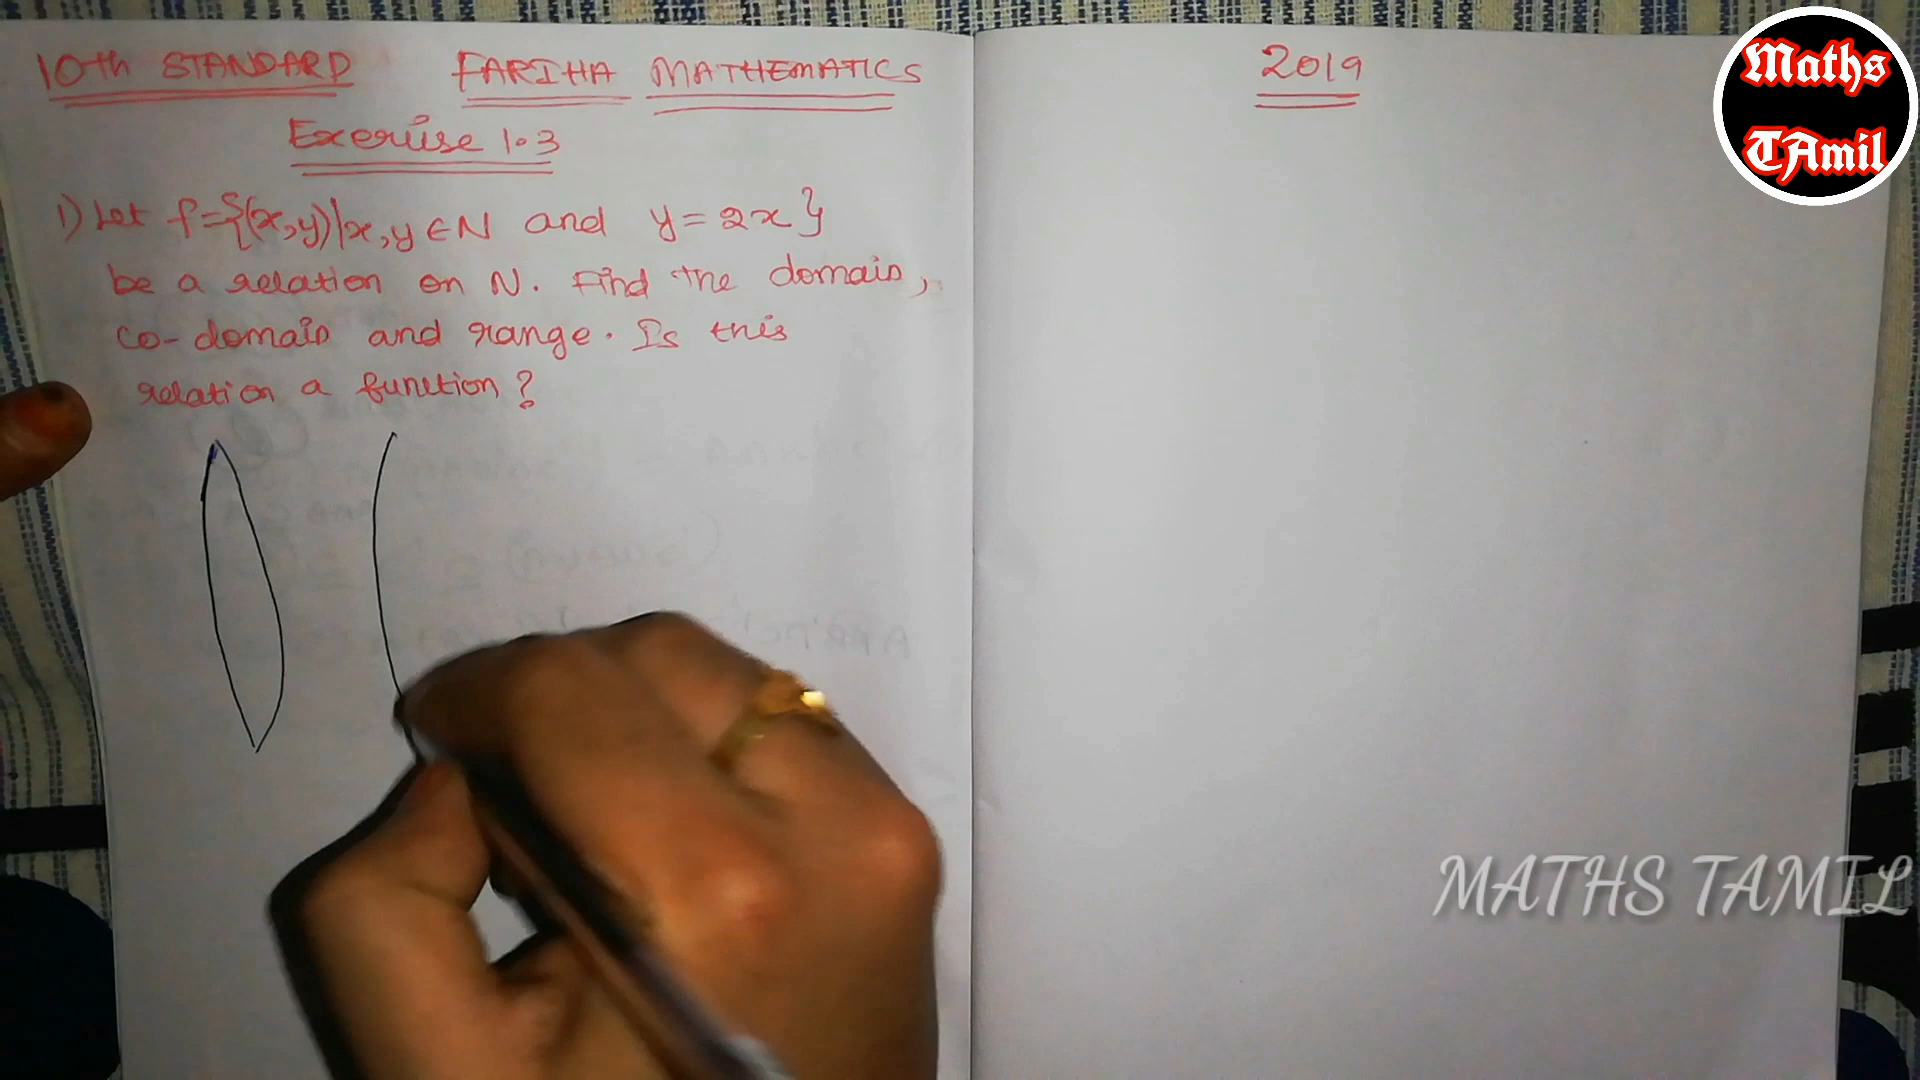 10th STANDARD FARIHA MATHEMATICS
2019
Exercise 1.3
1) Let f={(x,y)|x,y∈N and y=2x}
be a relation on N. Find the domain,
co-domain and range. Is this
relation a function?
Maths
TAmil
MATHS TAMIL